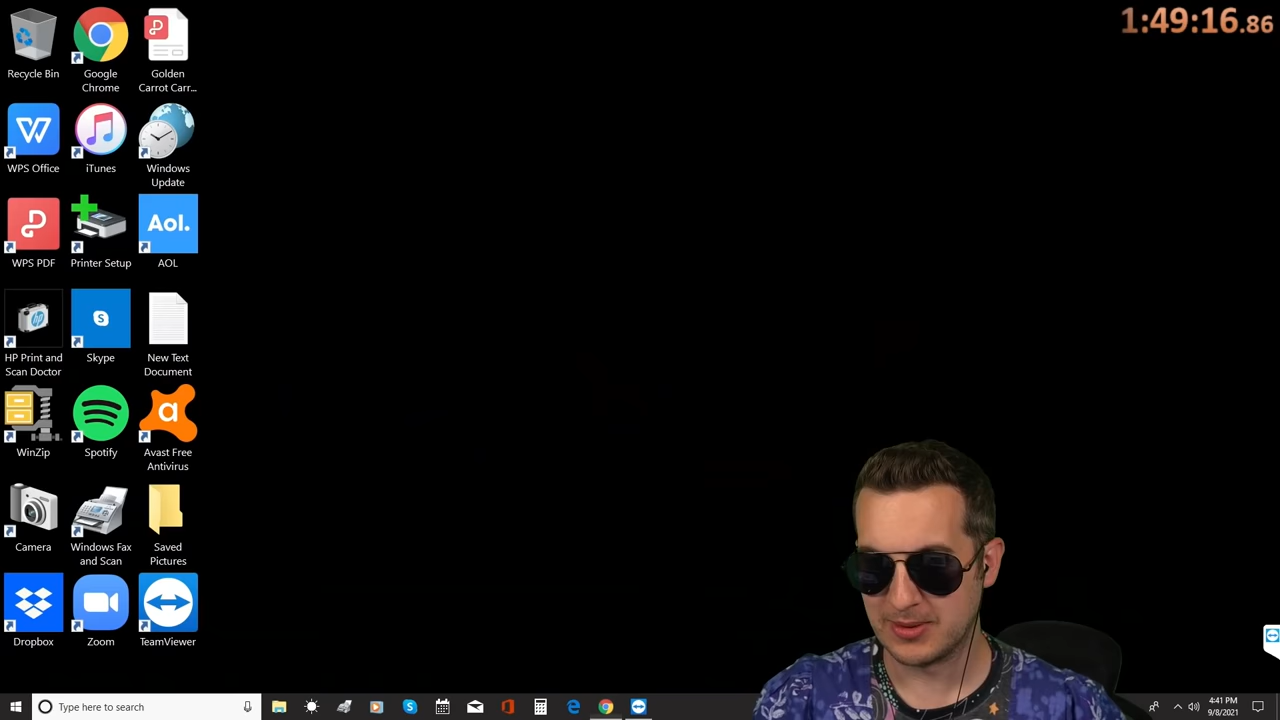 1:49:16.86
Recycle Bin
Google
Chrome
Golden
Carrot Carr...
WPS Office
iTunes
Windows
Update
WPS PDF
Printer Setup
Aol.
AOL
HP Print and
Scan Doctor
S
Skype
New Text
Document
WinZip
Spotify
a
Avast Free
Antivirus
Camera
Windows Fax
and Scan
Saved
Pictures
Dropbox
Zoom
TeamViewer
Type here to search
4:41 PM
9/8/2021